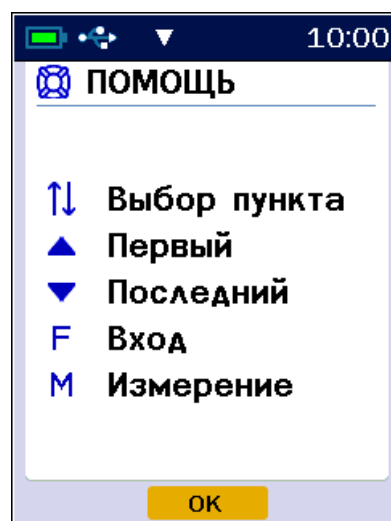 10:00
ПОМОЩЬ
Выбор пункта
Первый
Последний
F Вход
M Измерение
OK